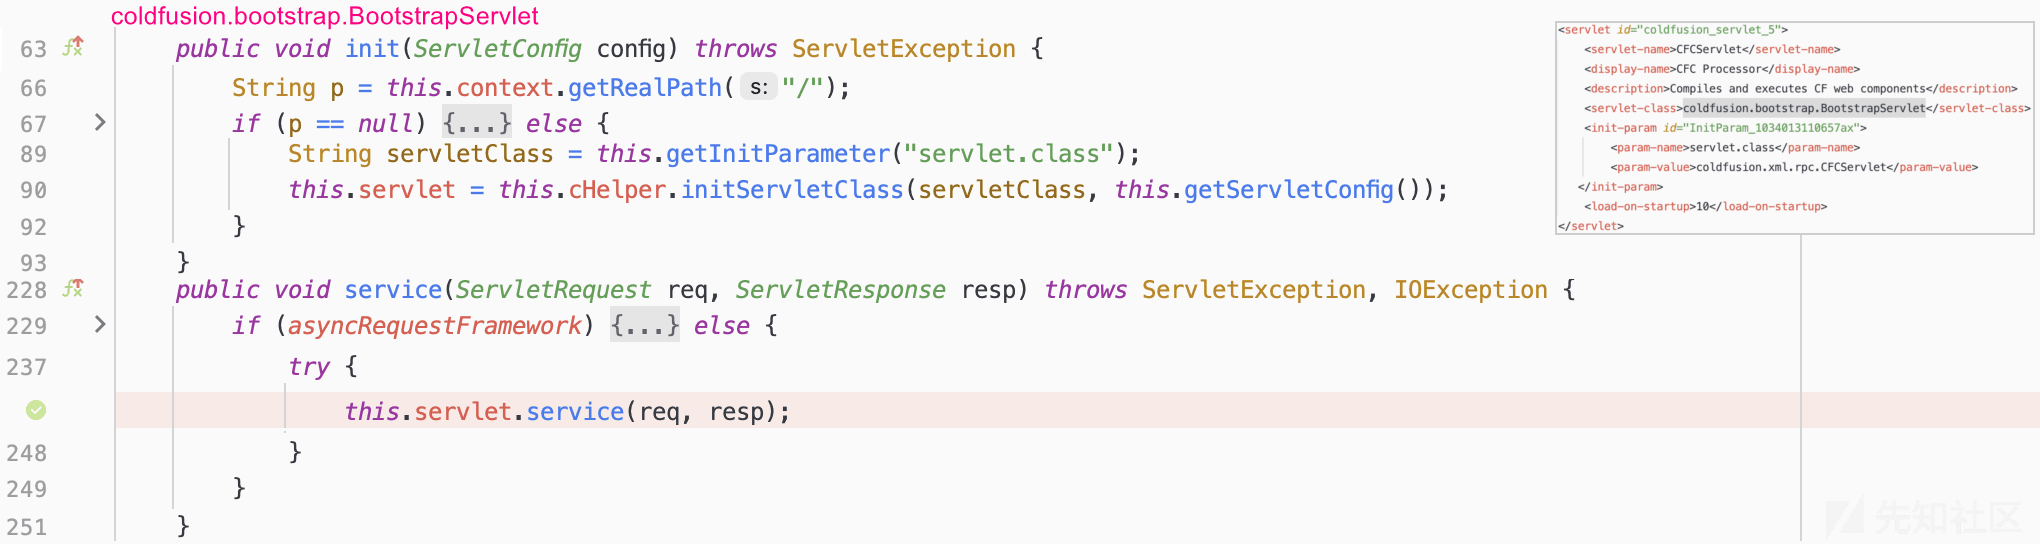 coldfusion.bootstrap.BootstrapServlet
63 public void init(ServletConfig config) throws ServletException {
66 String p = this.context.getRealPath( s: "/");
67 if (p == null) {...} else {
89 String servletClass = this.getInitParameter("servlet.class");
90 this.servlet = this.cHelper.initServletClass(servletClass, this.getServletConfig());
92 }
93 }
228 public void service(ServletRequest req, ServletResponse resp) throws ServletException, IOException {
229 if (asyncRequestFramework) {...} else {
237 try {
this.servlet.service(req, resp);
248 }
249 }
251 }
<servlet id="coldfusion_servlet_5">
<servlet-name>CFCServlet</servlet-name>
<display-name>CFC Processor</display-name>
<description>Compiles and executes CF web components</description>
<servlet-class>coldfusion.bootstrap.BootstrapServlet</servlet-class>
<init-param id="InitParam_1034013110657ax">
<param-name>servlet.class</param-name>
<param-value>coldfusion.xml.rpc.CFCServlet</param-value>
</init-param>
<load-on-startup>10</load-on-startup>
</servlet>
先知社区